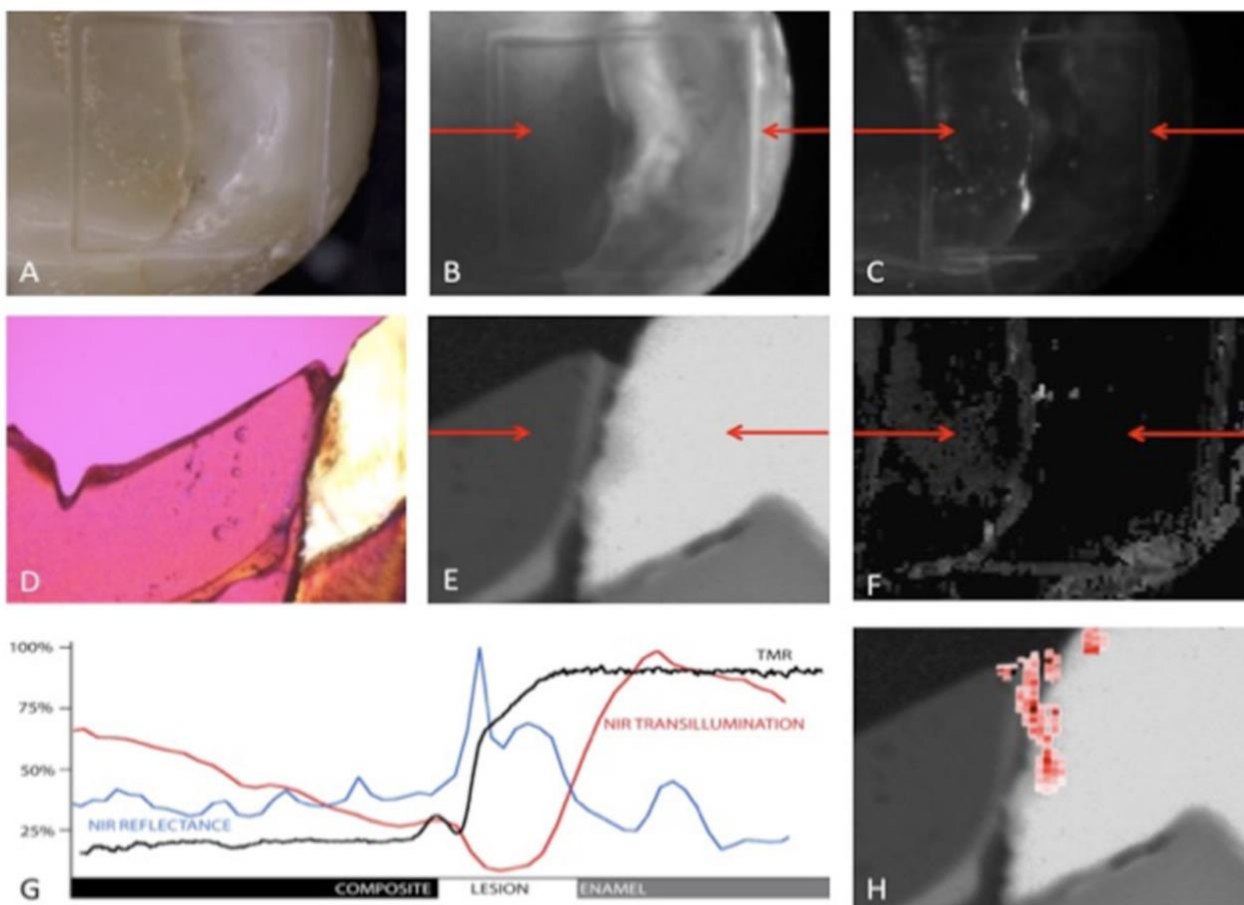 A
B
C
D
E
F
100%
75%
50%
25%
TMR
NIR TRANSILLUMINATION
NIR REFLECTANCE
G
COMPOSITE LESION ENAMEL
H